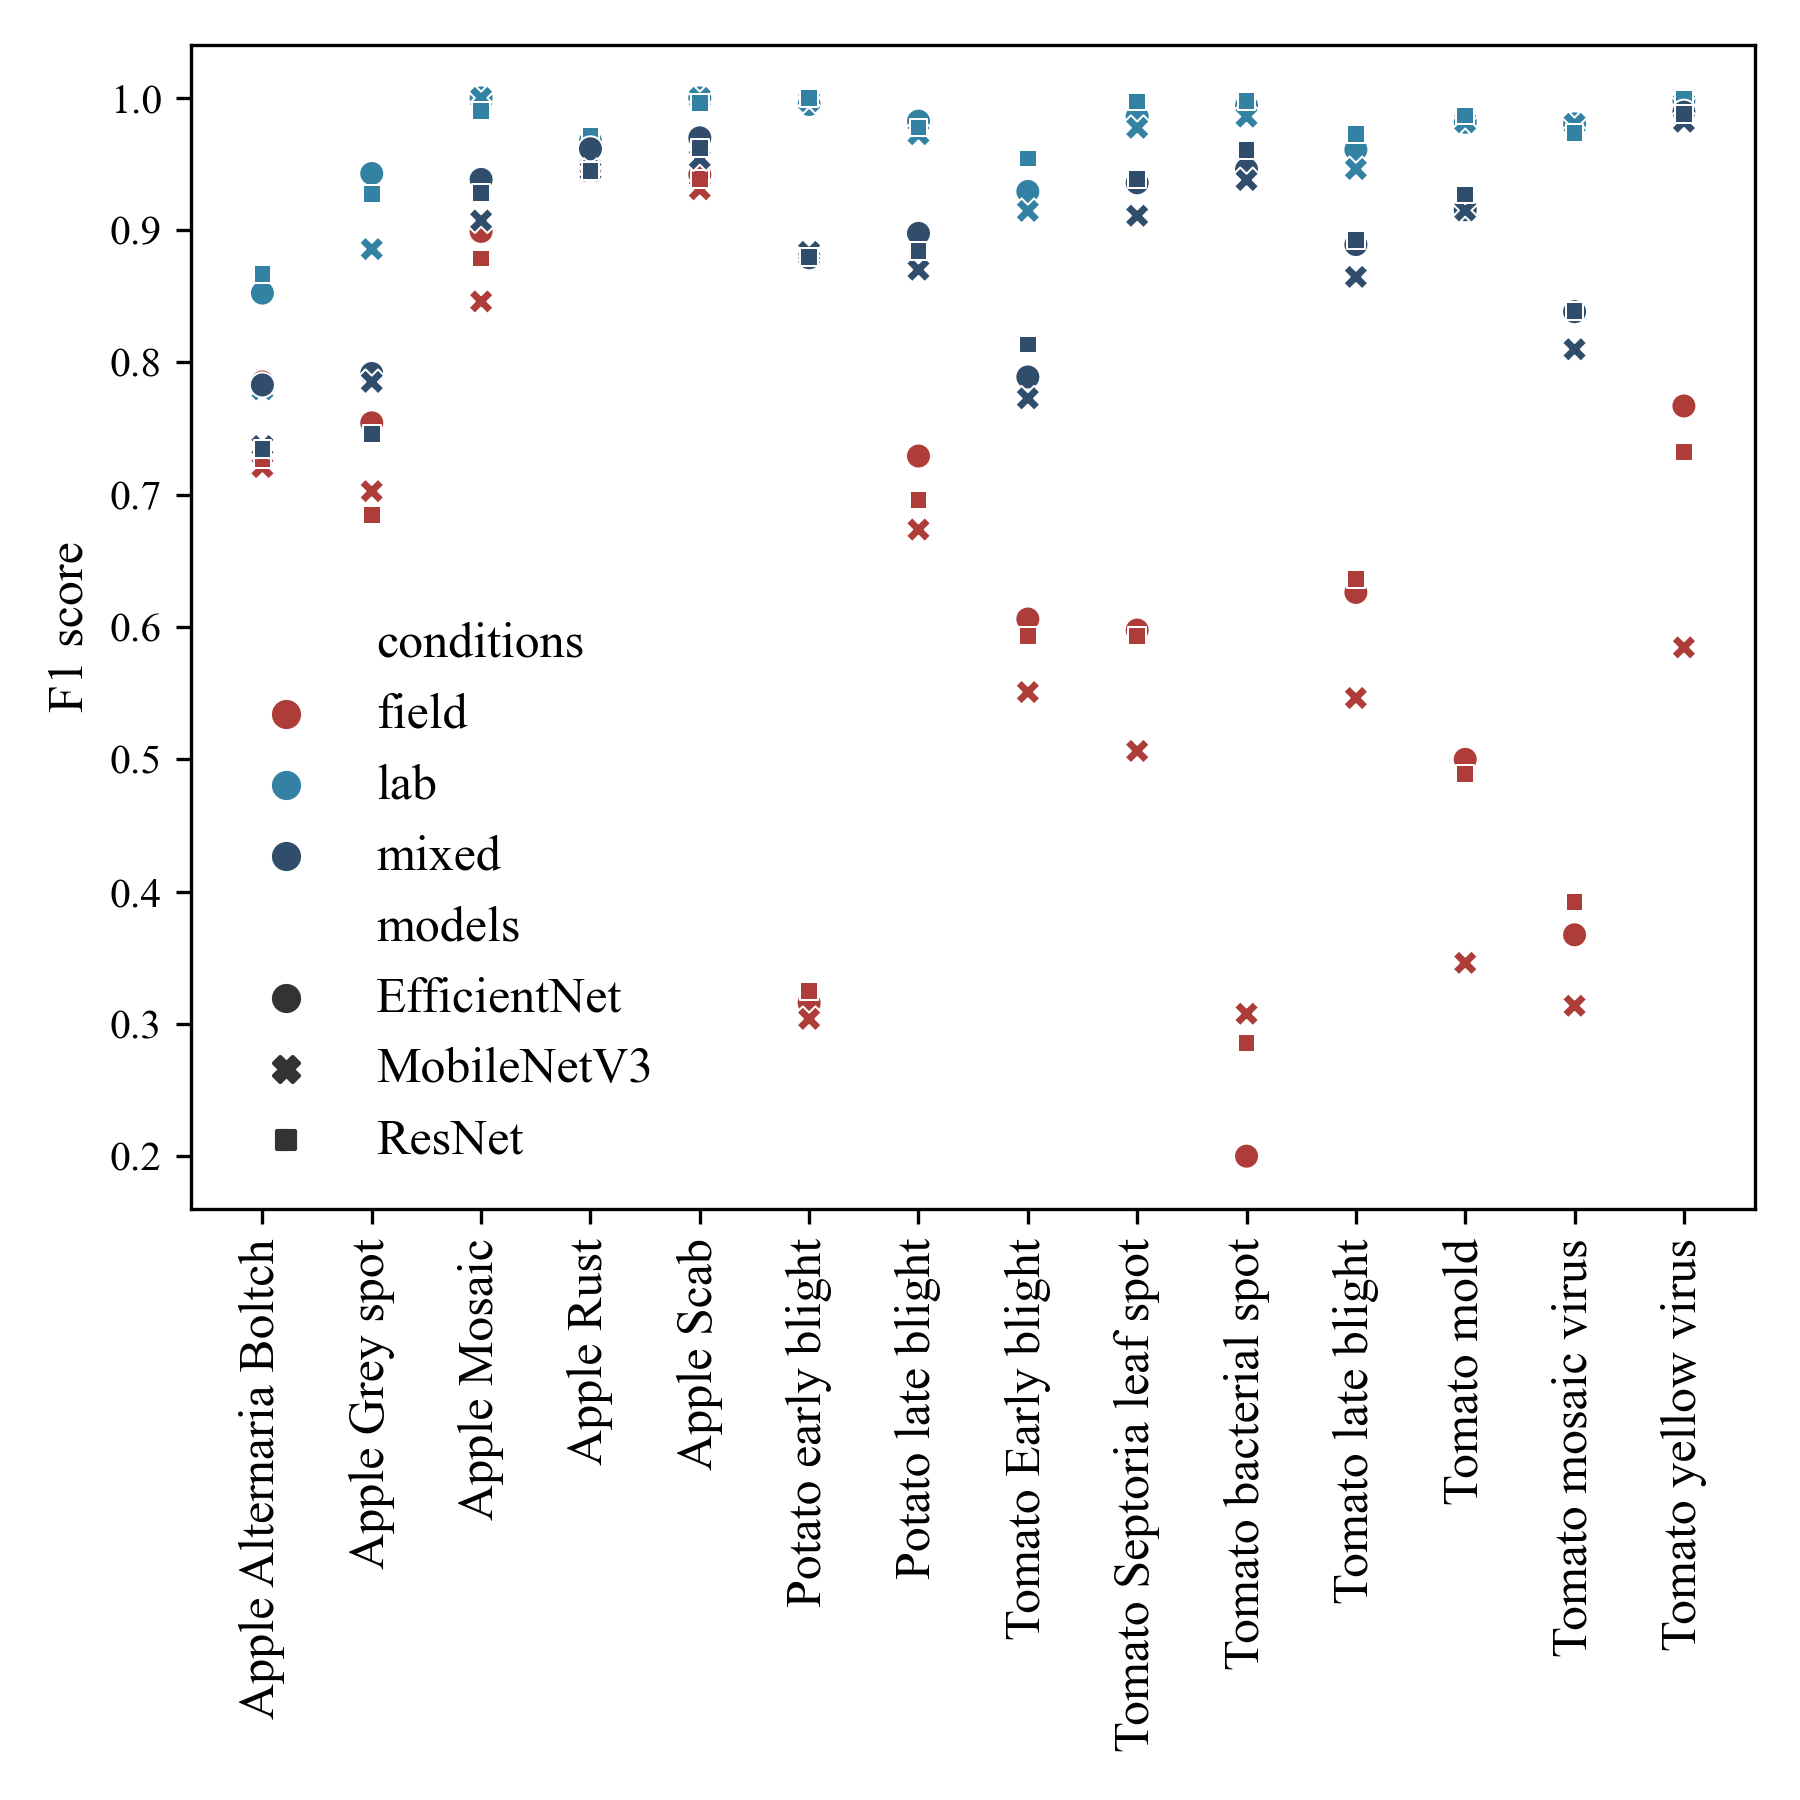 1.0
0.9
0.8
0.7
0.6
0.5
0.4
0.3
0.2
F1 score
conditions
field
lab
mixed
models
EfficientNet
MobileNetV3
ResNet
Apple Alternaria Boltch
Apple Grey spot
Apple Mosaic
Apple Rust
Apple Scab
Potato early blight
Potato late blight
Tomato Early blight
Tomato Septoria leaf spot
Tomato bacterial spot
Tomato late blight
Tomato mold
Tomato mosaic virus
Tomato yellow virus